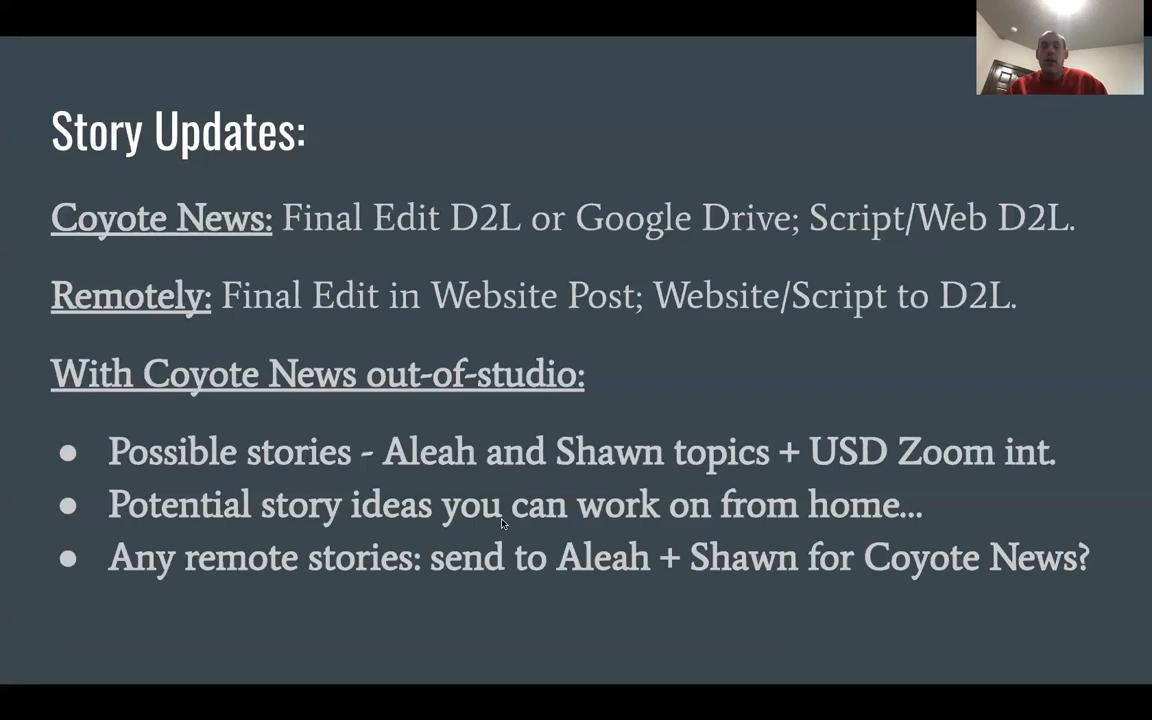 Story Updates:
Coyote News: Final Edit D2L or Google Drive; Script/Web D2L.
Remotely: Final Edit in Website Post; Website/Script to D2L.
With Coyote News out-of-studio:
● Possible stories - Aleah and Shawn topics + USD Zoom int.
● Potential story ideas you can work on from home...
● Any remote stories: send to Aleah + Shawn for Coyote News?